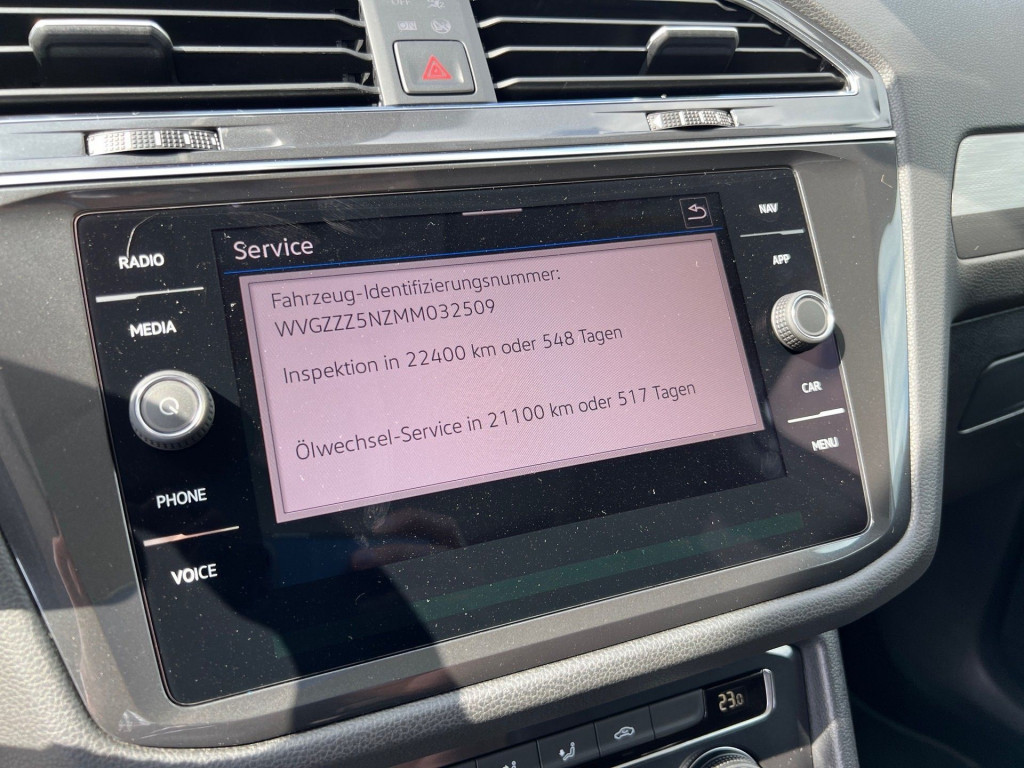 OFF
RADIO
MEDIA
PHONE
VOICE
Service
Fahrzeug-Identifizierungsnummer:
WVGZZZ5NZMM032509
Inspektion in 22400 km oder 548 Tagen
Ölwechsel-Service in 21100 km oder 517 Tagen
NAV
APP
CAR
MENU
23.0